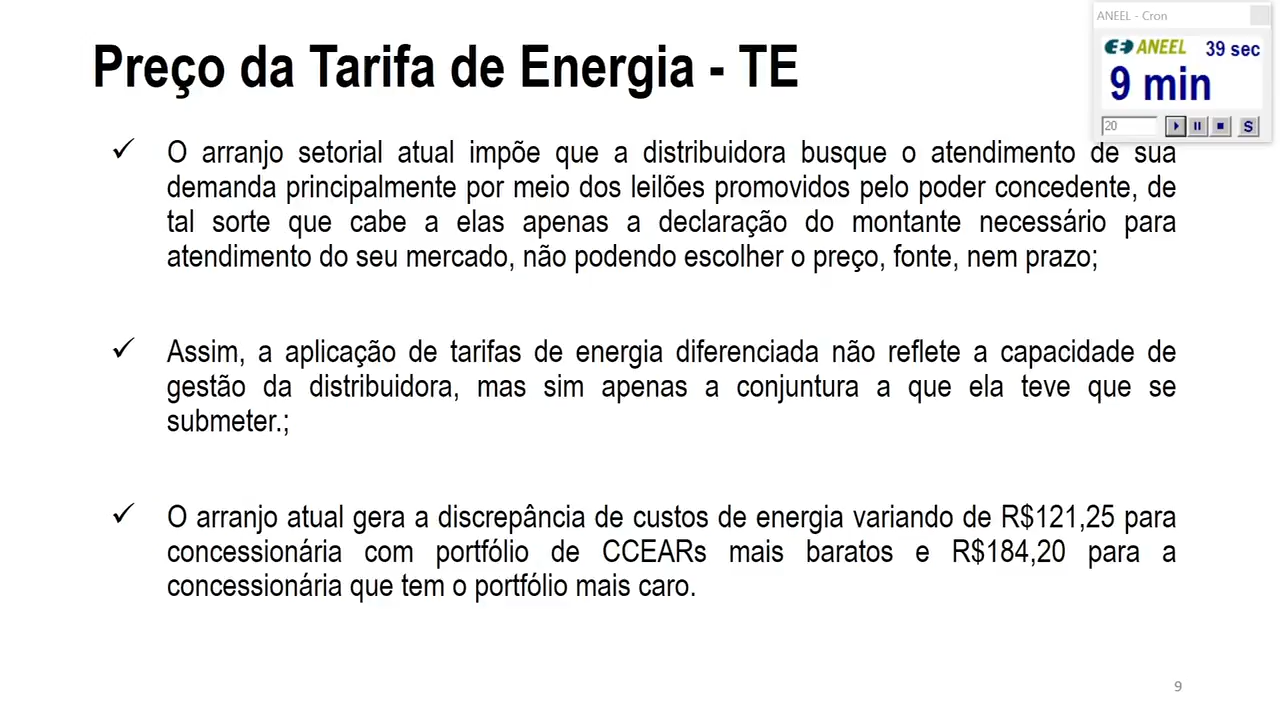 Preço da Tarifa de Energia - TE
ANEEL - Cron
ANEEL 39 sec
9 min
20
S
O arranjo setorial atual impõe que a distribuidora busque o atendimento de sua
demanda principalmente por meio dos leilões promovidos pelo poder concedente, de
tal sorte que cabe a elas apenas a declaração do montante necessário para
atendimento do seu mercado, não podendo escolher o preço, fonte, nem prazo;
Assim, a aplicação de tarifas de energia diferenciada não reflete a capacidade de
gestão da distribuidora, mas sim apenas a conjuntura a que ela teve que se
submeter.;
O arranjo atual gera a discrepância de custos de energia variando de R$121,25 para
concessionária com portfólio de CCEARs mais baratos e R$184,20 para a
concessionária que tem o portfólio mais caro.
9